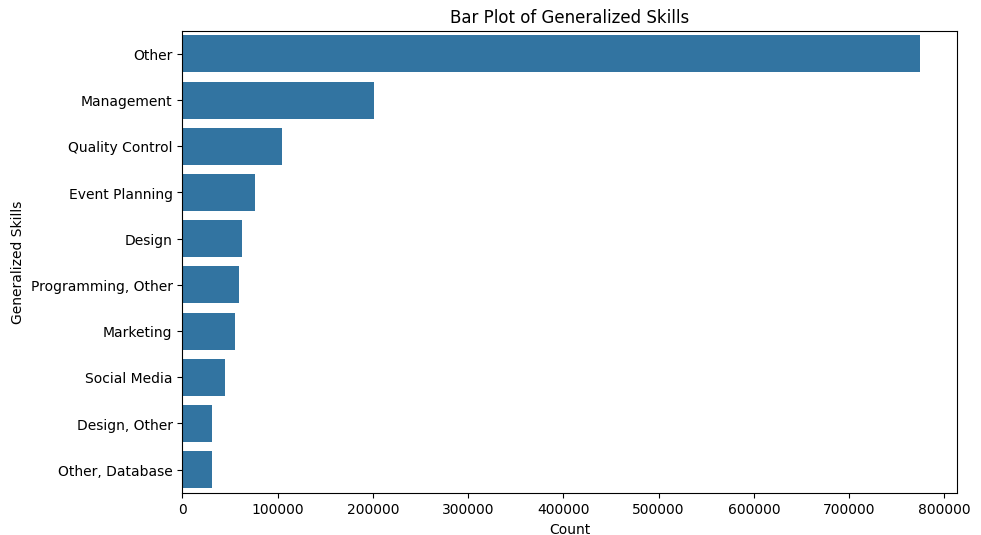 Bar Plot of Generalized Skills
Generalized Skills
Other
Management
Quality Control
Event Planning
Design
Programming, Other
Marketing
Social Media
Design, Other
Other, Database
0 100000 200000 300000 400000 500000 600000 700000 800000
Count